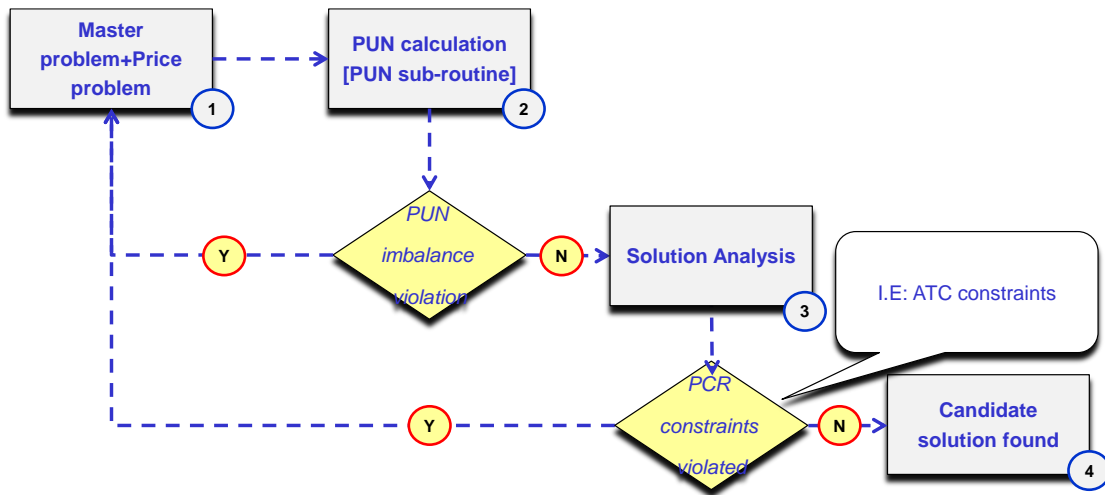 Master
problem+Price
problem
1
PUN calculation
[PUN sub-routine]
2
PUN
imbalance
violation
Y
N
Solution Analysis
3
I.E: ATC constraints
PCR
constraints
violated
Y
N
Candidate
solution found
4